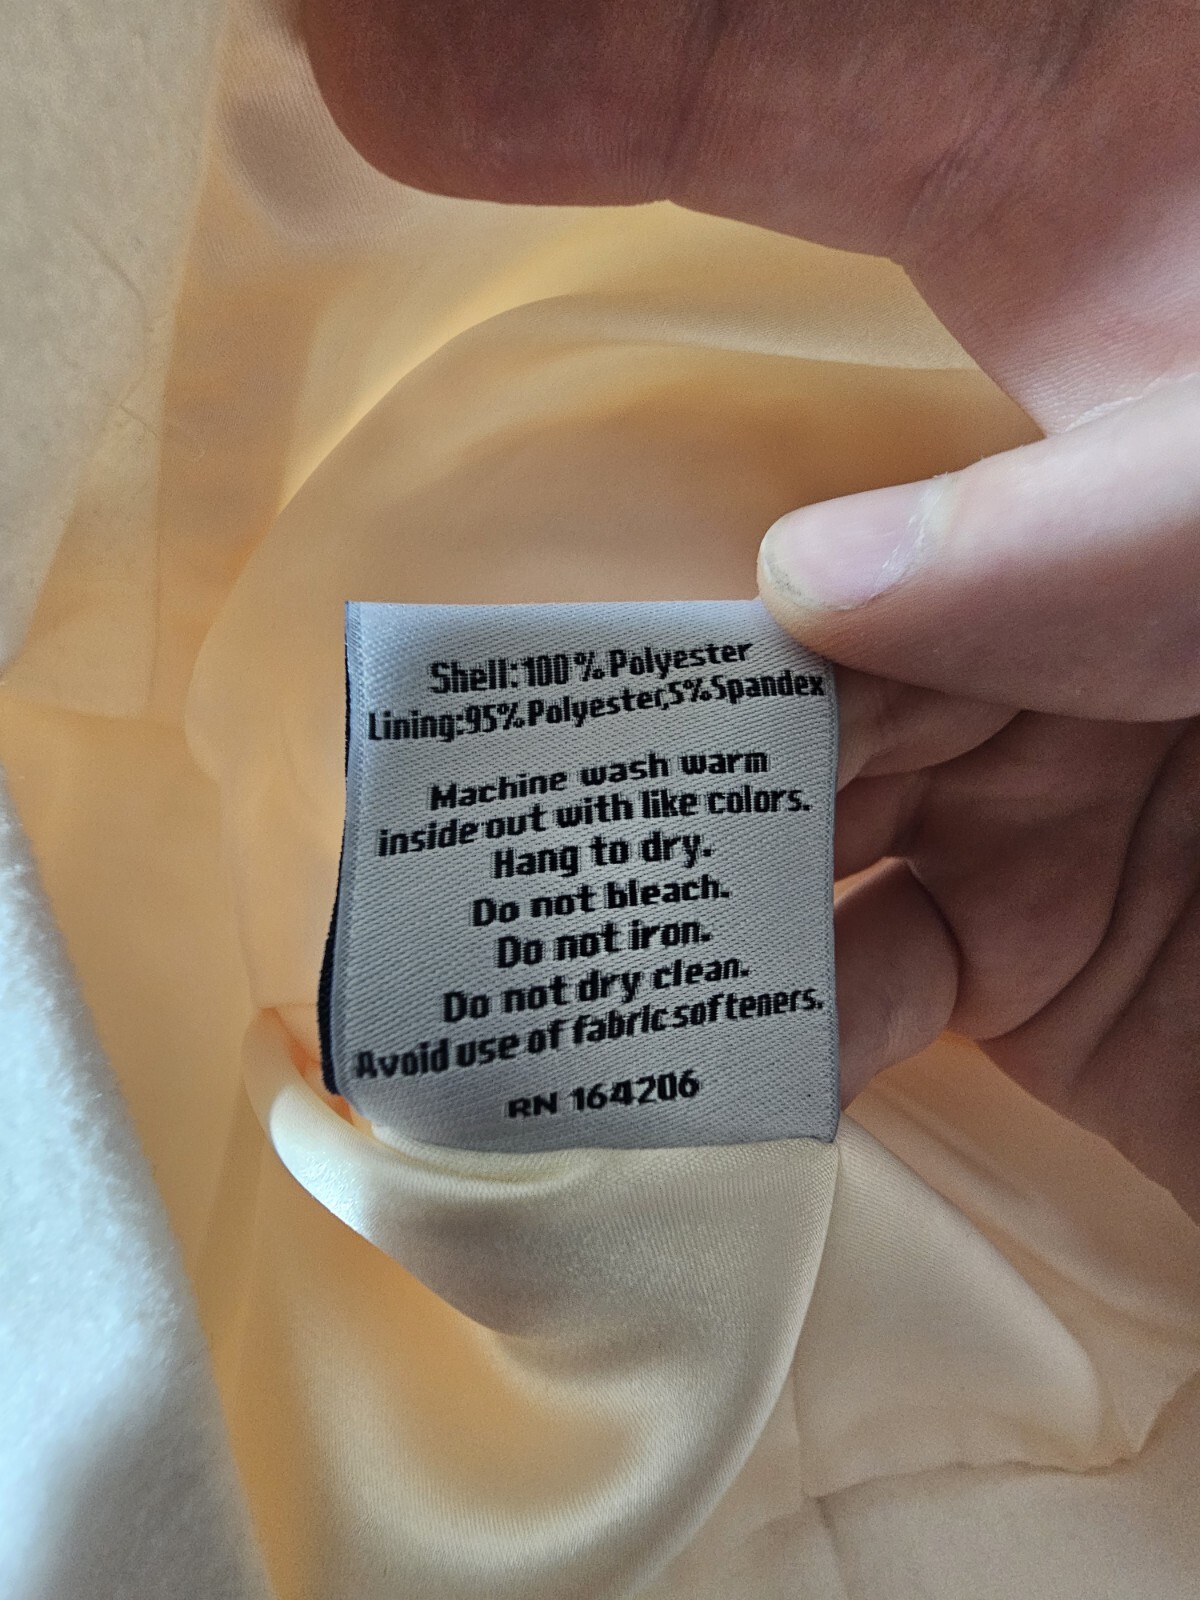 Shell:100%Polyester
Lining:95%Polyester,5%Spandex
Machine wash warm
inside out with like colors.
Hang to dry.
Do not bleach.
Do not iron.
Do not dry clean.
Avoid use of fabric softeners.
RN 164206